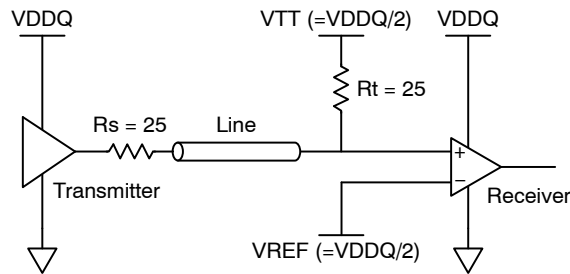 VDDQ
VTT (=VDDQ/2)
VDDQ
Rt = 25
Rs = 25
Line
+
−
Transmitter
Receiver
VREF (=VDDQ/2)